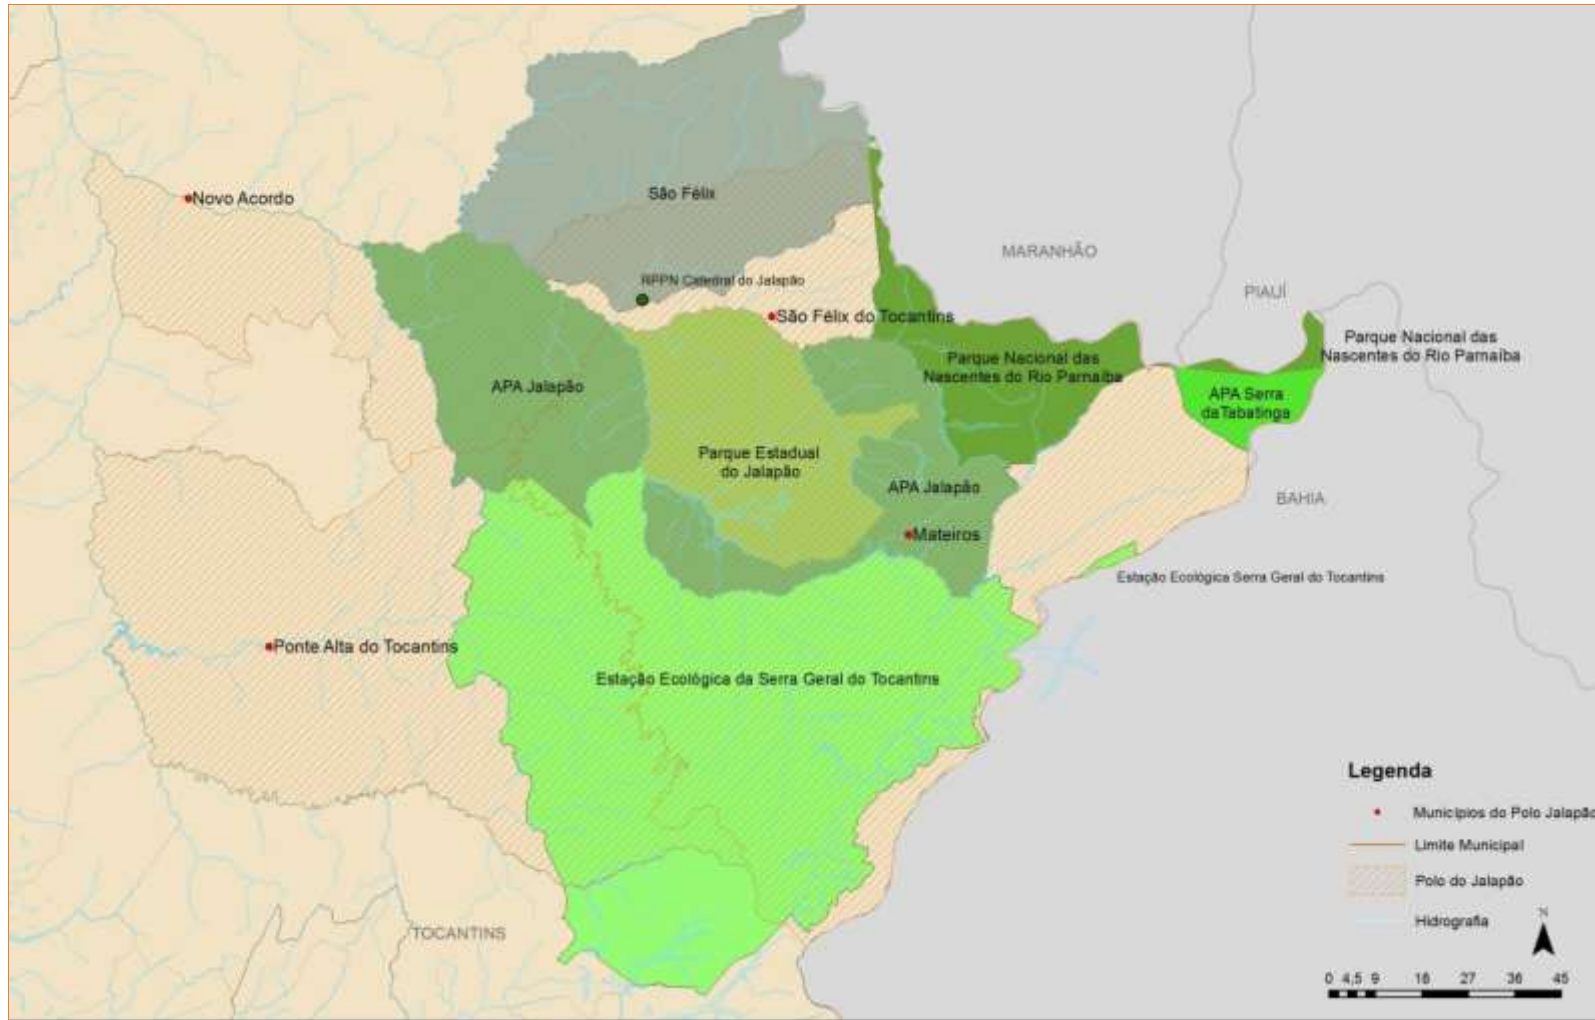 Novo Acordo
São Félix
MARANHÃO
RPPN Catedral do Jalapão
PIAUÍ
São Félix do Tocantins
Parque Nacional das
Nascentes do Rio Parnaíba
Parque Nacional das
Nascentes do Rio Parnaíba
APA Jalapão
APA Serra
daTabatinga
Parque Estadual
do Jalapão
APA Jalapão
BAHIA
Mateiros
Estação Ecológica Serra Geral do Tocantins
Ponte Alta do Tocantins
Estação Ecológica da Serra Geral do Tocantins
Legenda
Municípios do Polo Jalapão
Limite Municipal
Polo do Jalapão
Hidrografia
TOCANTINS
N
0 4,5 9 18 27 36 45